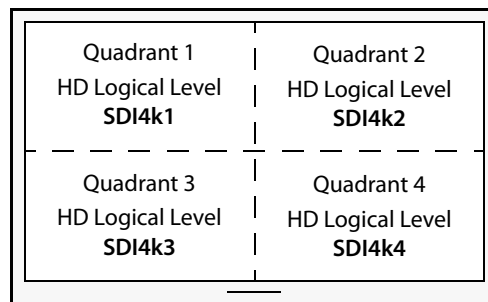 Quadrant 1
HD Logical Level
SDI4k1
Quadrant 2
HD Logical Level
SDI4k2
Quadrant 3
HD Logical Level
SDI4k3
Quadrant 4
HD Logical Level
SDI4k4